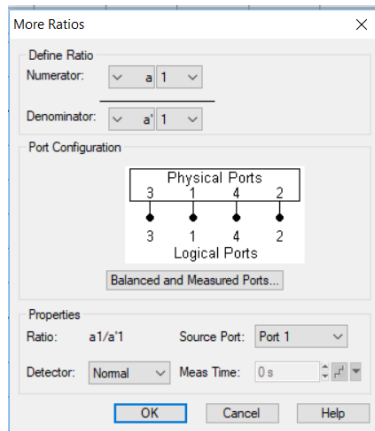 More Ratios
Define Ratio
Numerator: a 1
Denominator: a' 1
Port Configuration
Physical Ports
3 1 4 2
3 1 4 2
Logical Ports
Balanced and Measured Ports...
Properties
Ratio: a1/a'1 Source Port: Port 1
Detector: Normal Meas Time: 0 s
OK Cancel Help